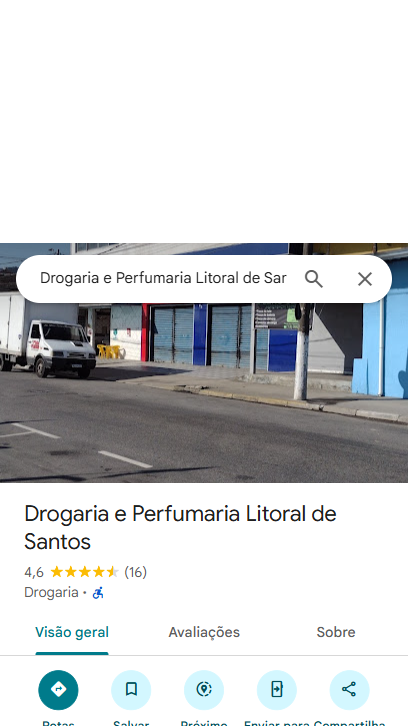 Drogaria e Perfumaria Litoral de Sar
Drogaria e Perfumaria Litoral de
Santos
4,6 (16)
Drogaria ·
Visão geral Avaliações Sobre
Rotas Salvar Próximo Enviar para Compartilha